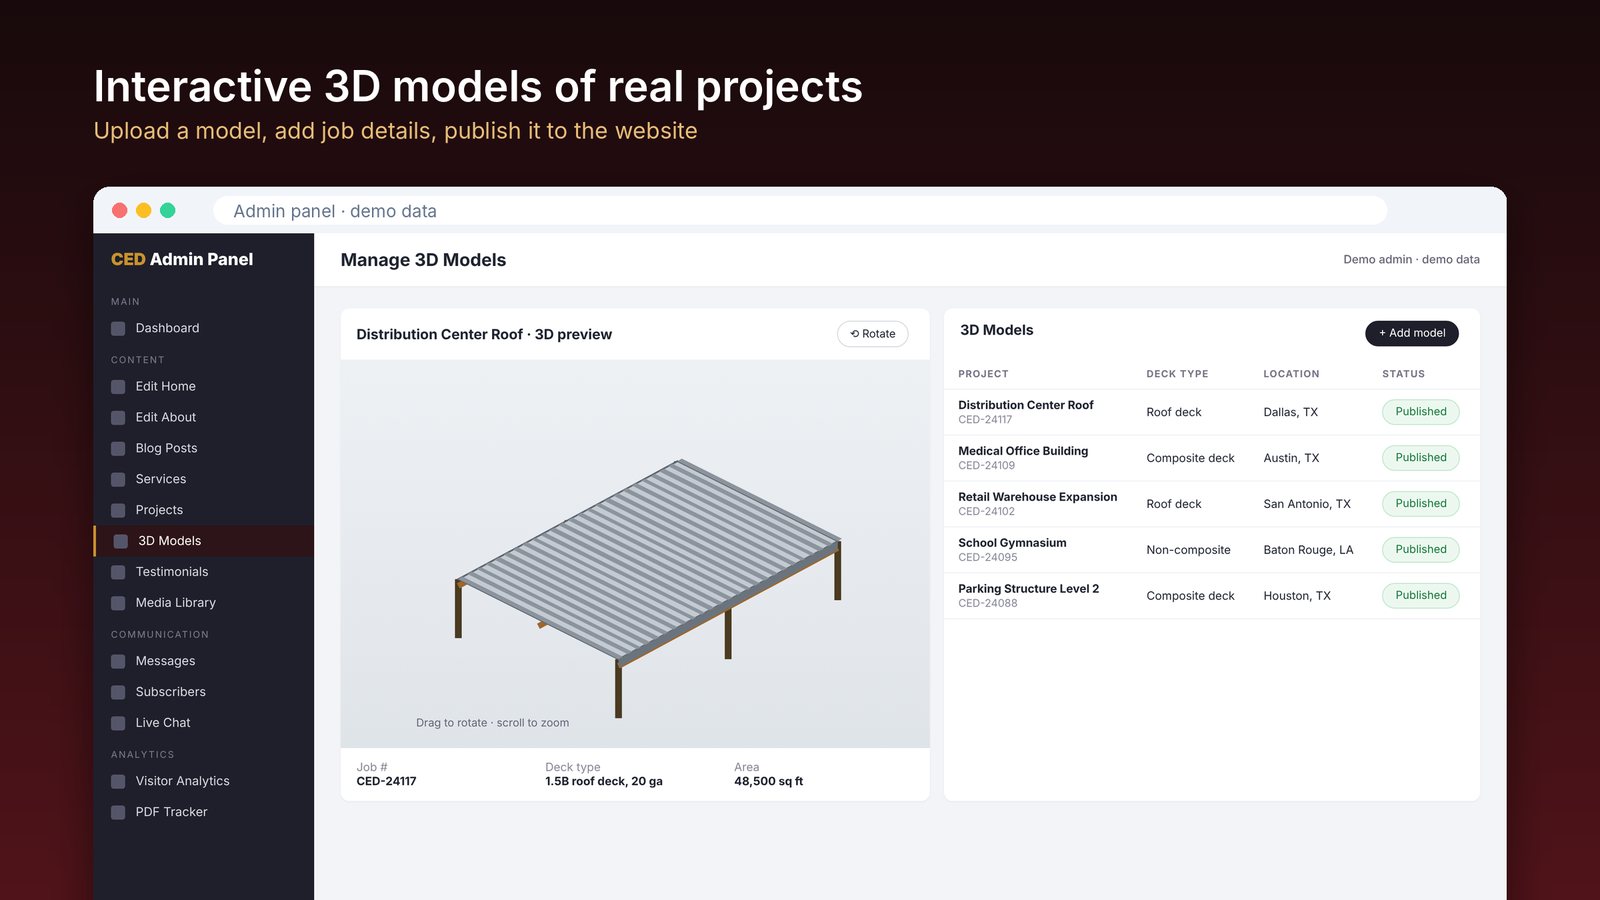 Interactive 3D models of real projects
Upload a model, add job details, publish it to the website
Admin panel · demo data
CED Admin Panel
MAIN
Dashboard
CONTENT
Edit Home
Edit About
Blog Posts
Services
Projects
3D Models
Testimonials
Media Library
COMMUNICATION
Messages
Subscribers
Live Chat
ANALYTICS
Visitor Analytics
PDF Tracker
Manage 3D Models
Demo admin · demo data
Distribution Center Roof · 3D preview
⟲ Rotate
Drag to rotate · scroll to zoom
Job #
CED-24117
Deck type
1.5B roof deck, 20 ga
Area
48,500 sq ft
3D Models
+ Add model
PROJECT DECK TYPE LOCATION STATUS
Distribution Center Roof
CED-24117
Roof deck
Dallas, TX
Published
Medical Office Building
CED-24109
Composite deck
Austin, TX
Published
Retail Warehouse Expansion
CED-24102
Roof deck
San Antonio, TX
Published
School Gymnasium
CED-24095
Non-composite
Baton Rouge, LA
Published
Parking Structure Level 2
CED-24088
Composite deck
Houston, TX
Published